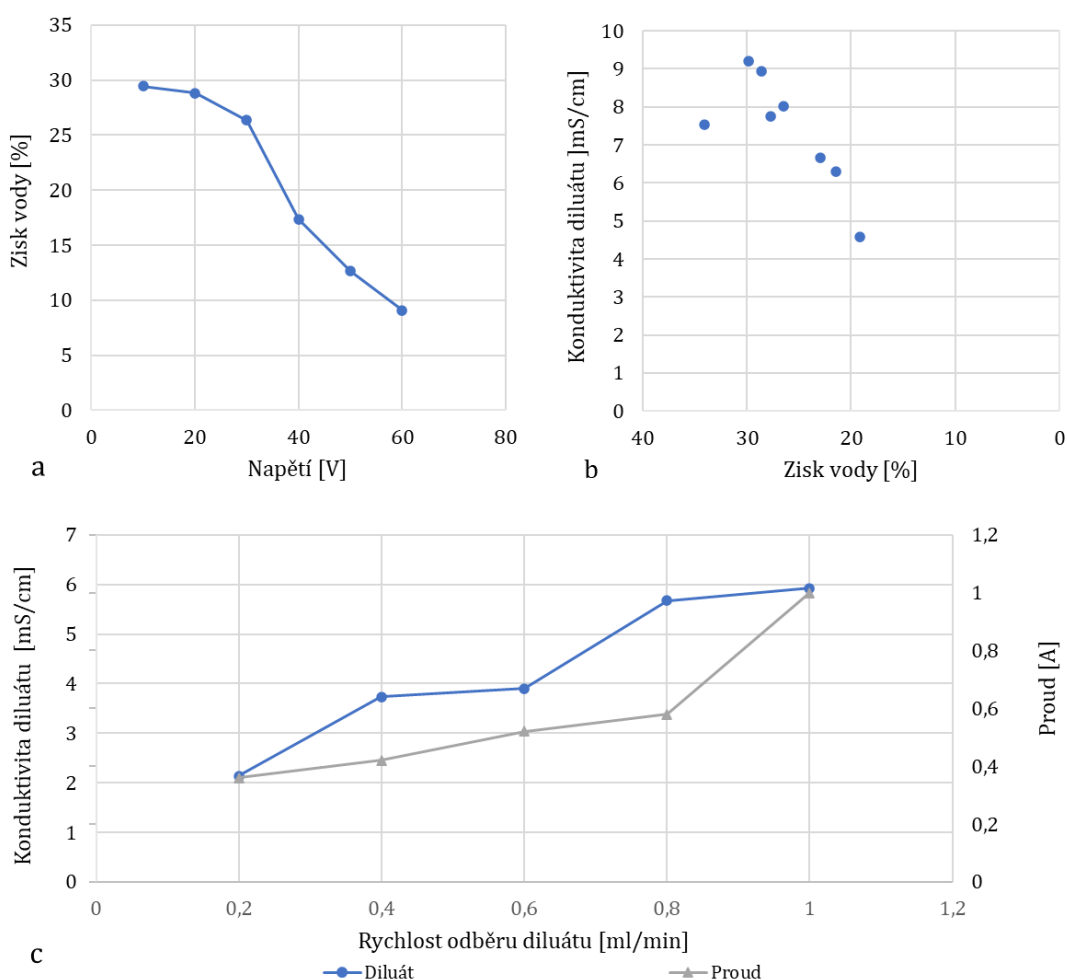 35
30
25
20
15
10
5
0
Zisk vody [%]
0 20 40 60 80
Napětí [V]
a
10
9
8
7
6
5
4
3
2
1
0
Konduktivita diluátu ]mS/cm]
40 30 20 10 0
Zisk vody [%]
b
7
6
5
4
3
2
1
0
Konduktivita diluátu [mS/cm]
1,2
1
0,8
0,6
0,4
0,2
0
Proud [A]
0 0,2 0,4 0,6 0,8 1 1,2
Rychlost odběru diluátu [ml/min]
c
Diluát Proud